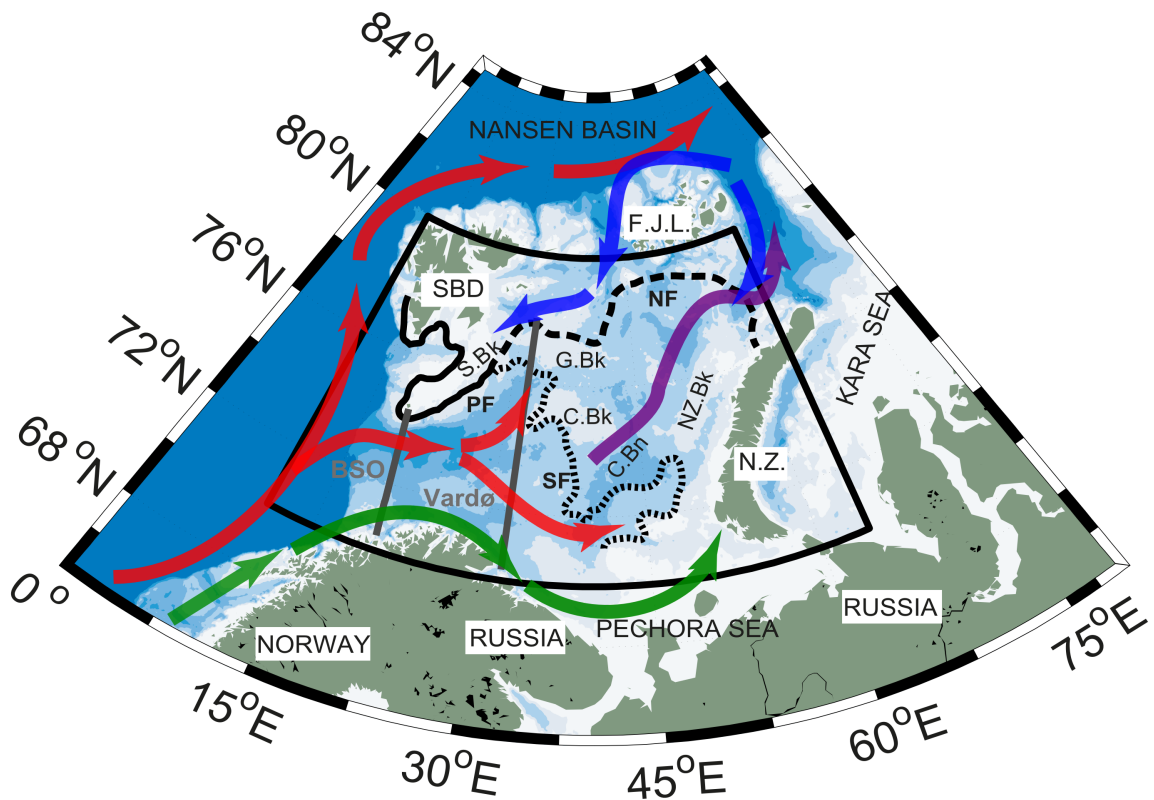 84°N
80°N
76°N
72°N
68°N
0°
15°E
30°E
45°E
60°E
75°E
NANSEN BASIN
F.J.L.
SBD
NF
S.Bk
G.Bk
PF
C.Bk
NZ.Bk
KARA SEA
BSO
Vardø
SF
C.Bn
N.Z.
NORWAY
RUSSIA
PECHORA SEA
RUSSIA